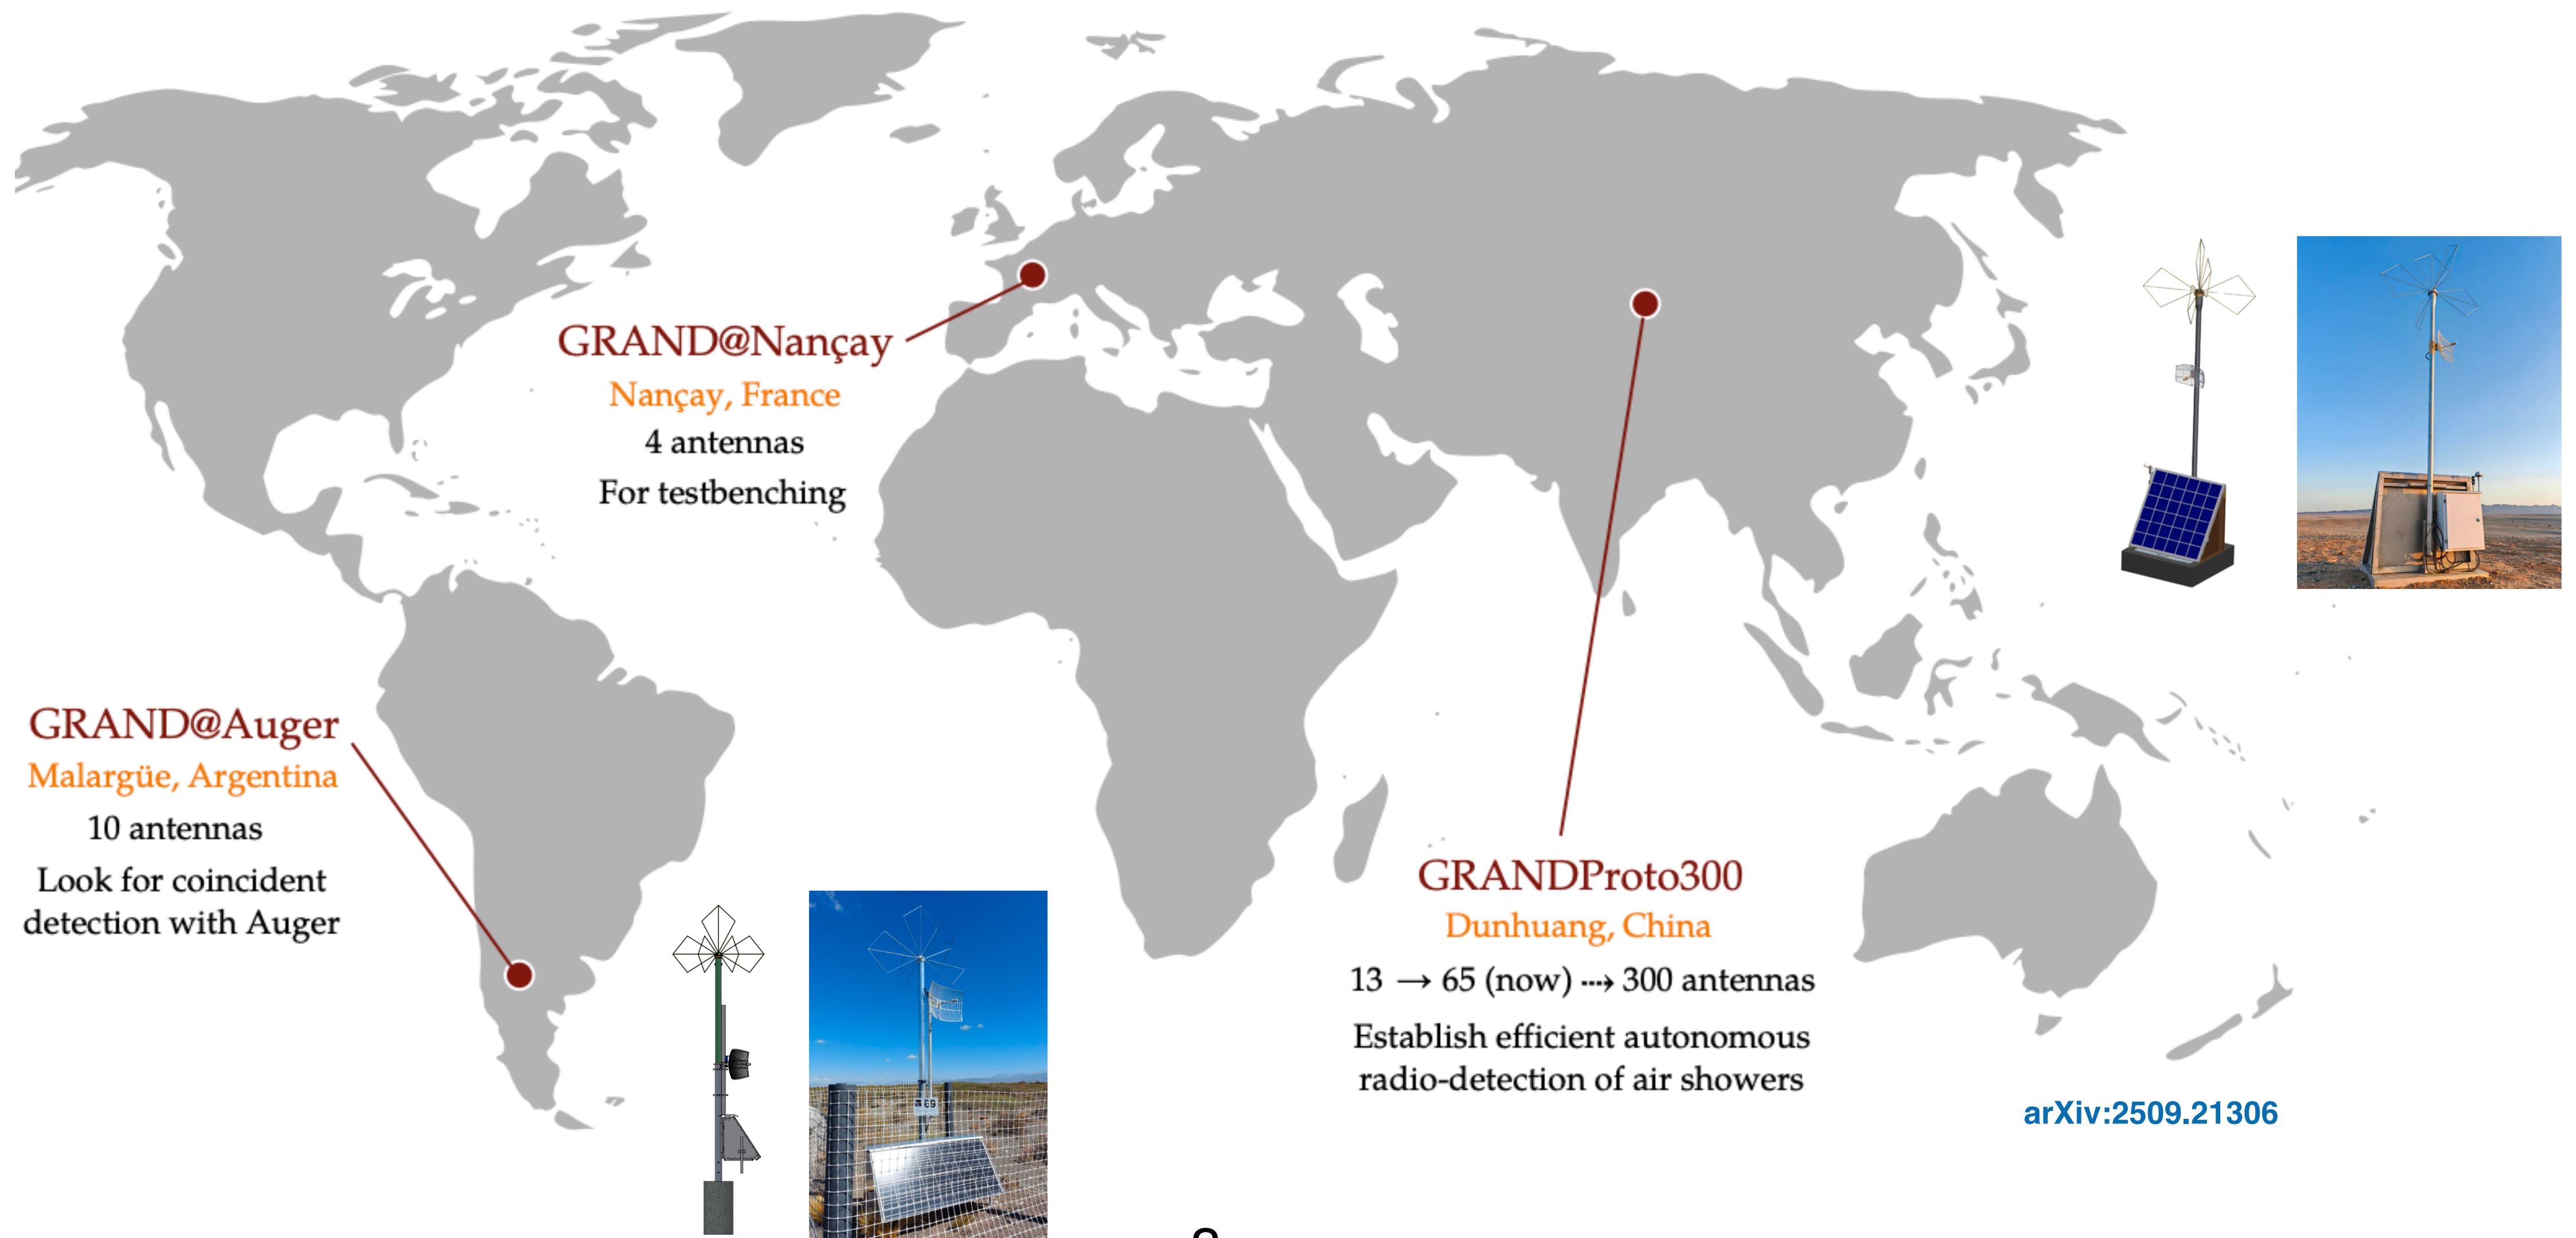 GRAND@Nançay
Nançay, France
4 antennas
For testbenching
GRAND@Auger
Malargüe, Argentina
10 antennas
Look for coincident
detection with Auger
GRANDProto300
Dunhuang, China
13 → 65 (now) ⤏ 300 antennas
Establish efficient autonomous
radio-detection of air showers
arXiv:2509.21306
69